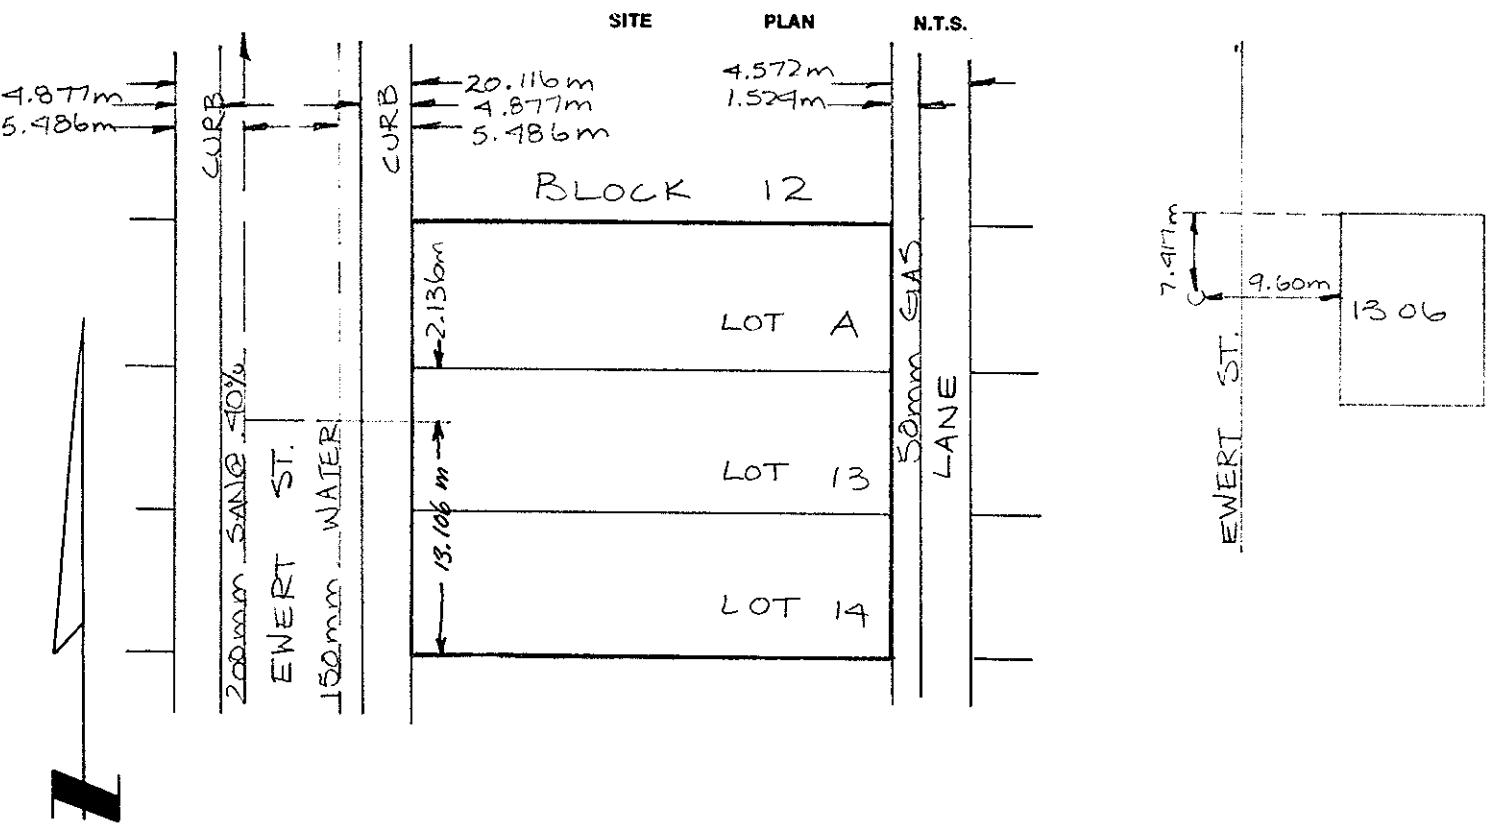 SITE PLAN N.T.S.
4.877m
5.486m
CURB
CURB
20.116m
4.877m
5.486m
4.572m
1.524m
BLOCK 12
2.136m
LOT A
LOT 13
LOT 14
13.106 m
200mm SAN@.40%
EWERT ST.
150mm WATER
50mm GAS
LANE
7.417m
9.60m
1306
EWERT ST.